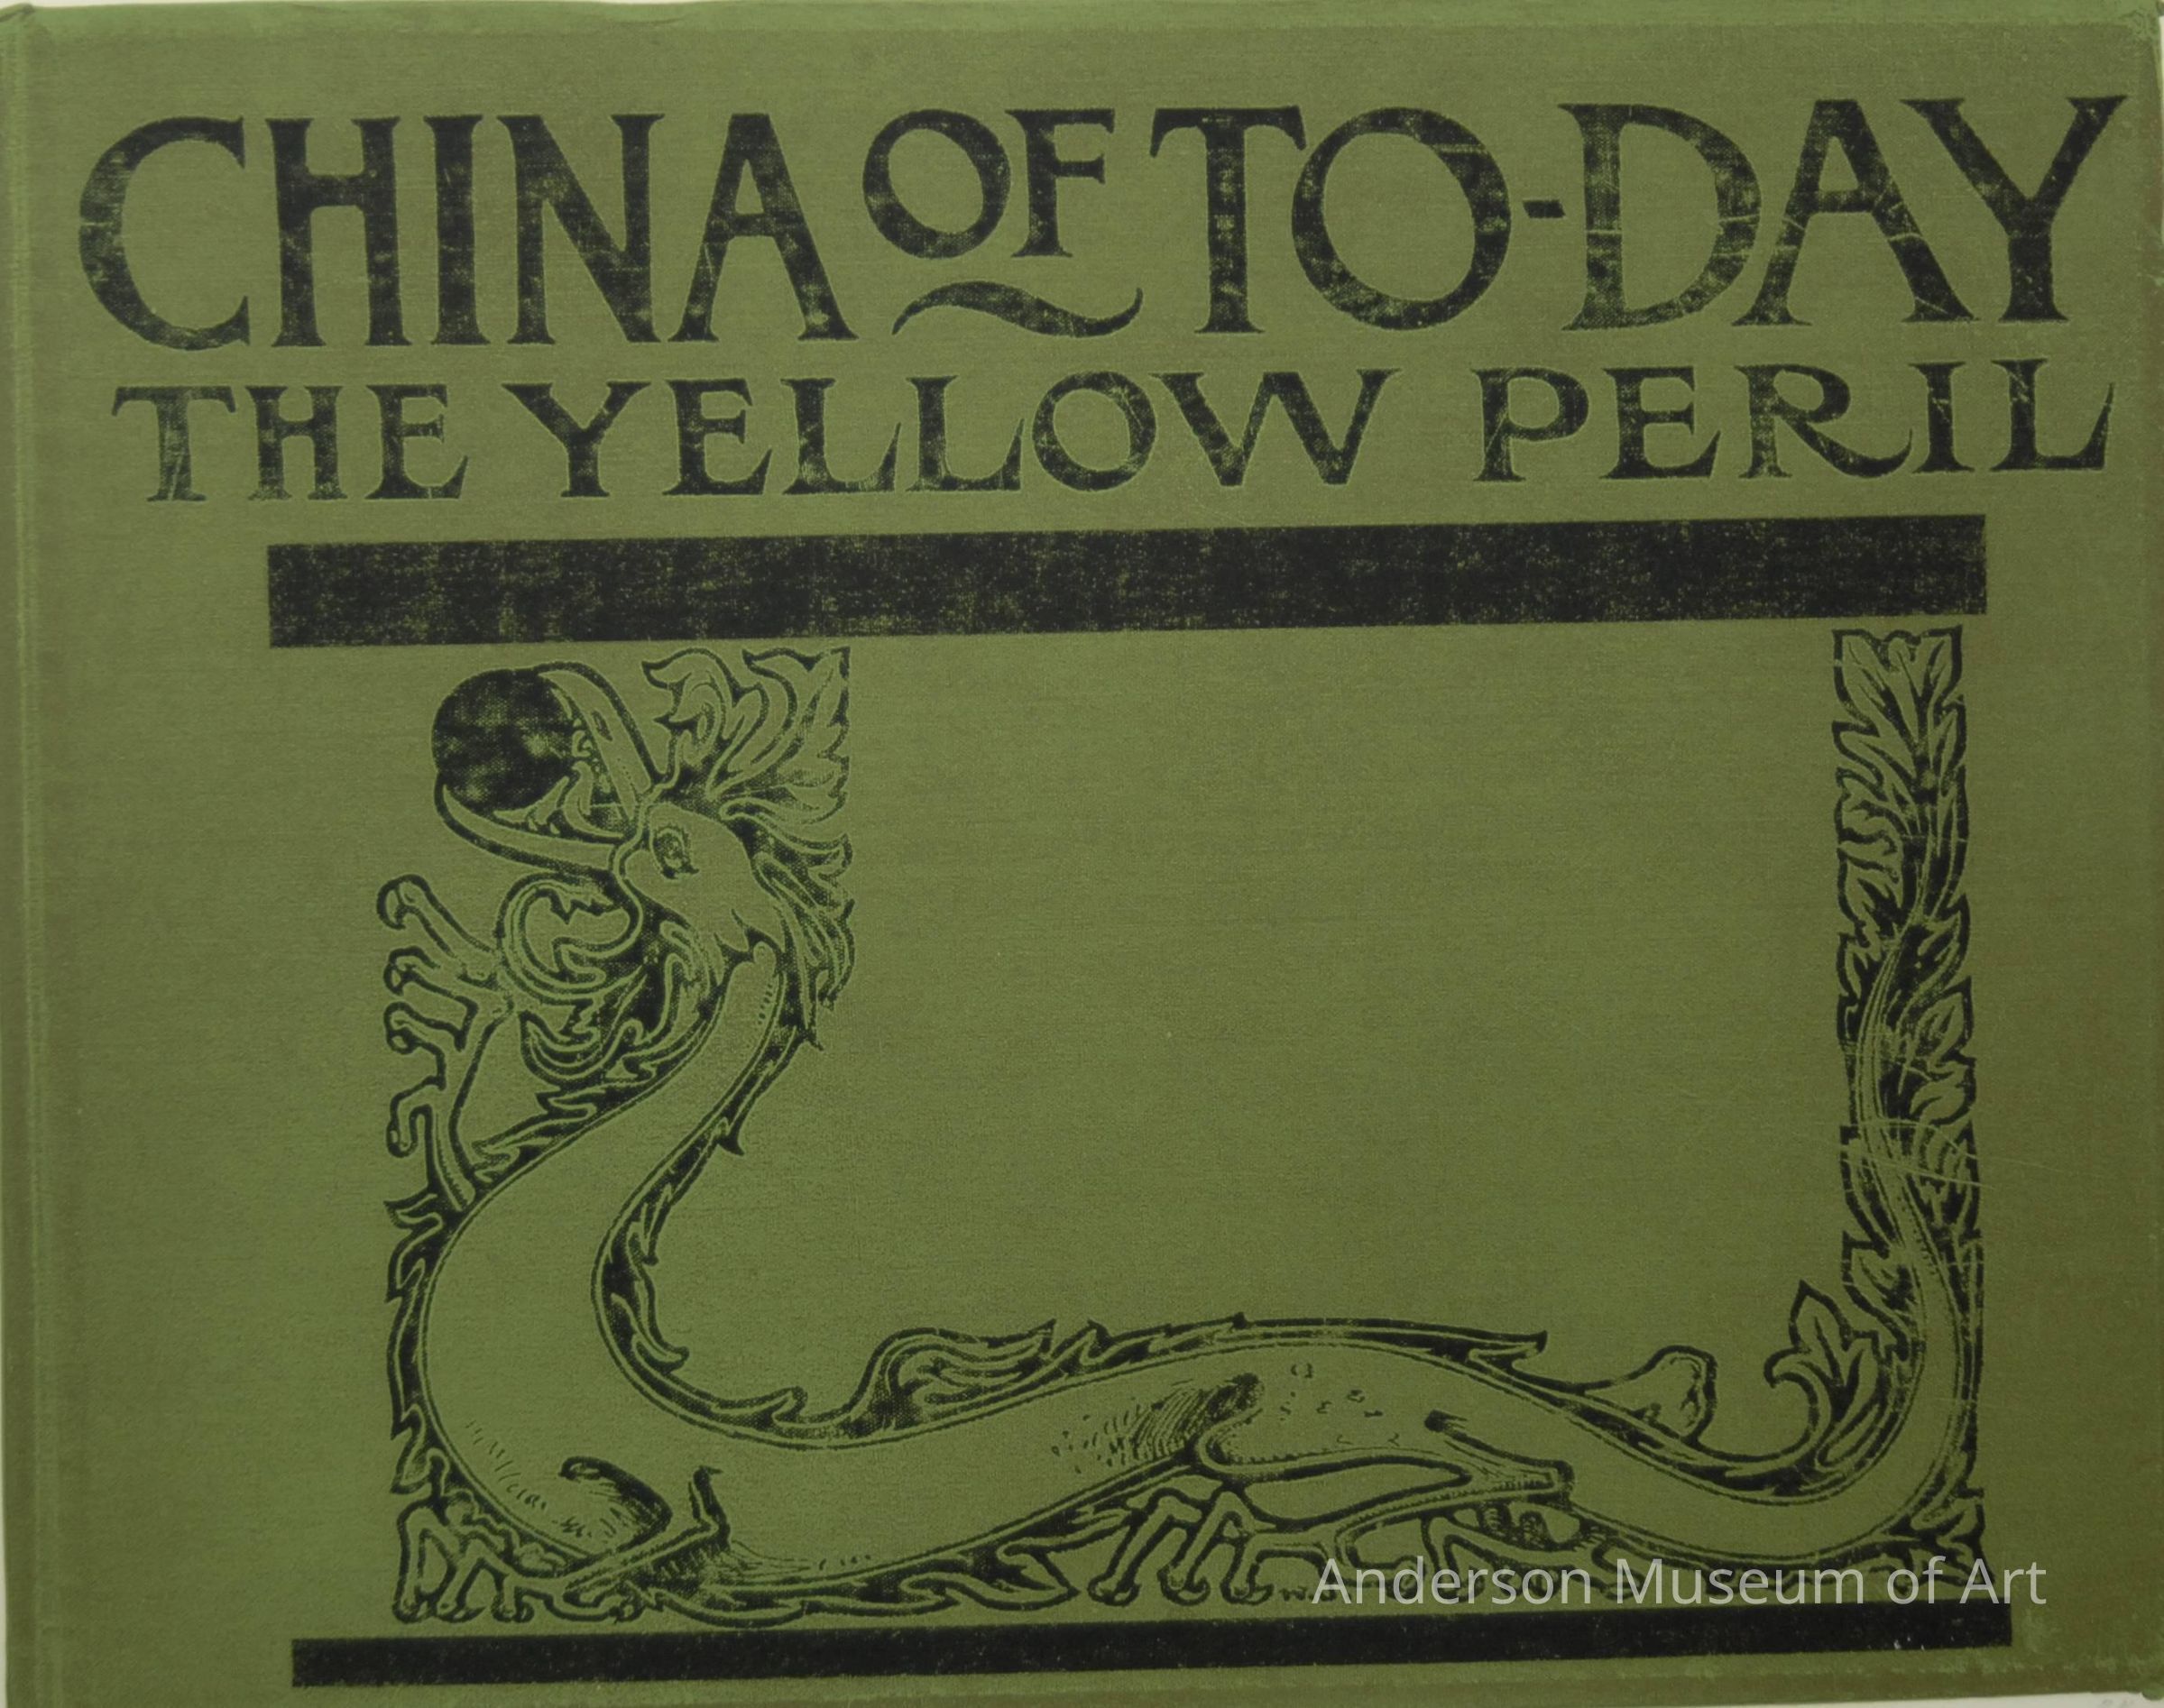 CHINA OF TO-DAY
THE YELLOW PERIL
Anderson Museum of Art